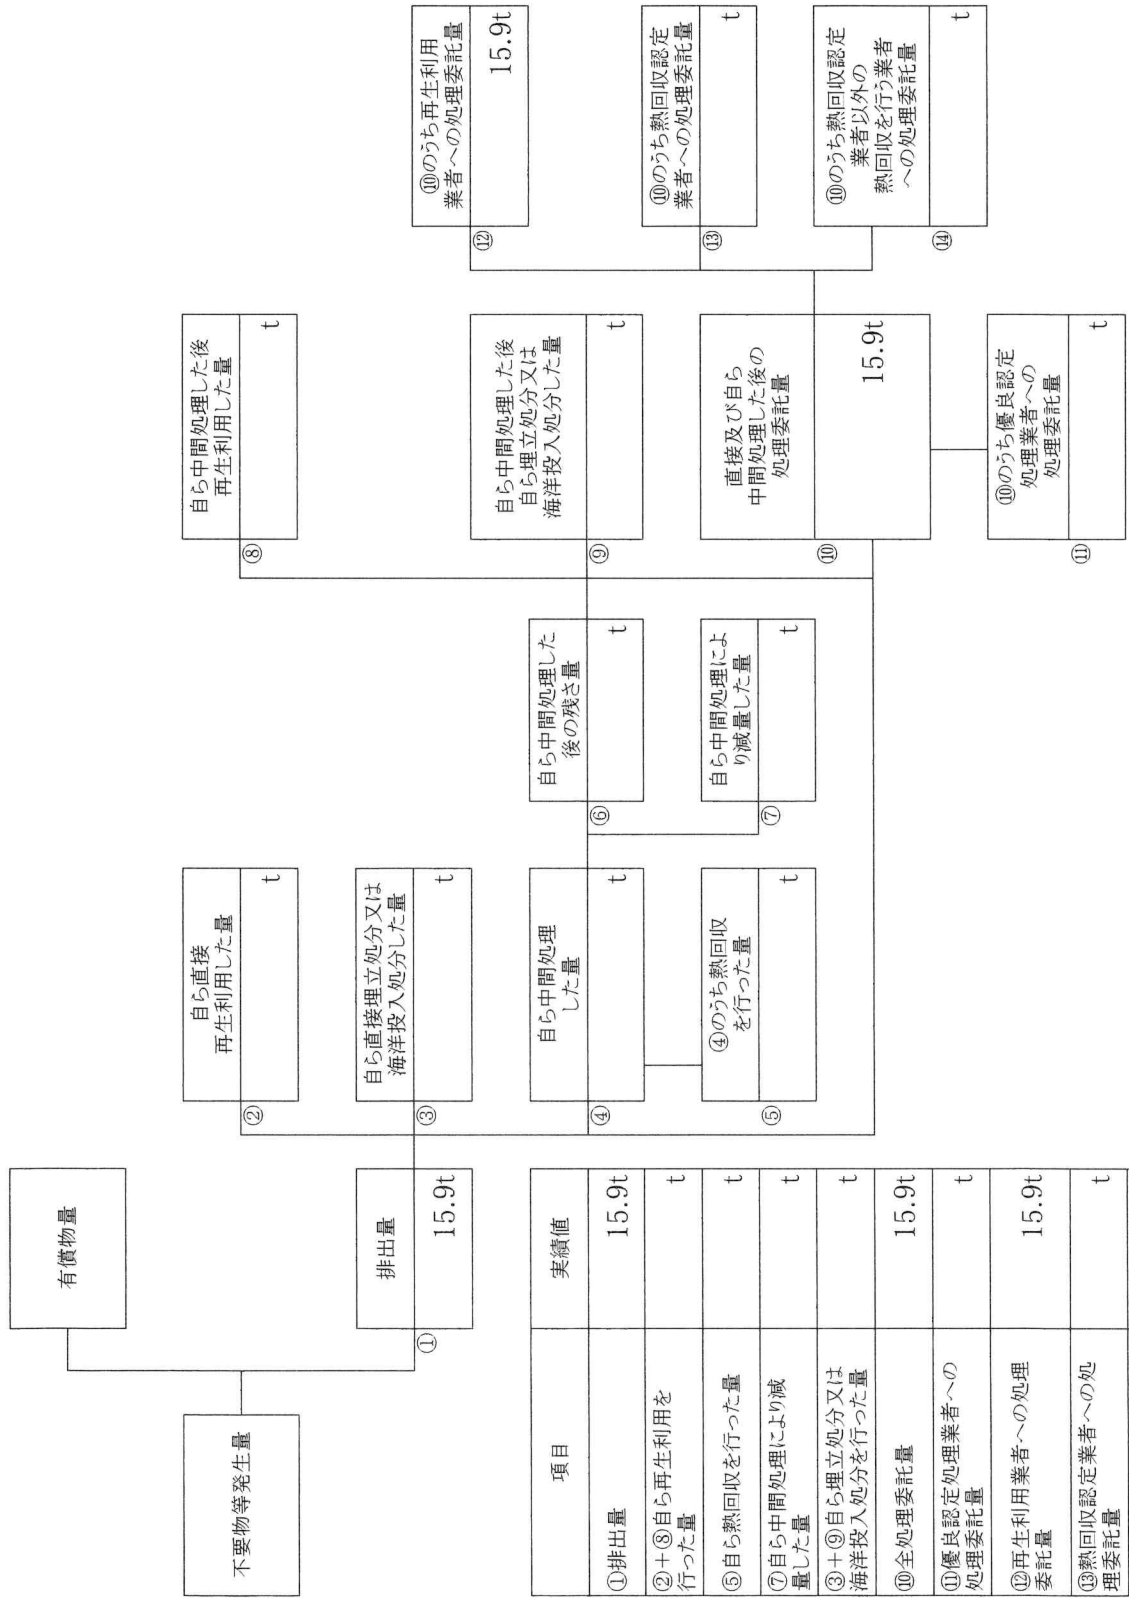 有償物量
不要物等発生量
排出量
①
15.9t
自ら直接
再生利用した量
②
t
自ら直接埋立処分又は
海洋投入処分した量
③
t
自ら中間処理
した量
④
t
④のうち熱回収
を行った量
⑤
t
自ら中間処理した
後の残さ量
⑥
t
自ら中間処理によ
り減量した量
⑦
t
自ら中間処理した後
再生利用した量
⑧
t
自ら中間処理した後
自ら埋立処分又は
海洋投入処分した量
⑨
t
直接及び自ら
中間処理した後の
処理委託量
⑩
15.9t
⑩のうち優良認定
処理業者への
処理委託量
⑪
t
⑩のうち再生利用
業者への処理委託量
⑫
15.9t
⑩のうち熱回収認定
業者への処理委託量
⑬
t
⑩のうち熱回収認定
業者以外の
熱回収を行う業者
への処理委託量
⑭
t
項目
実績値
①排出量
15.9t
②+⑧自ら再生利用を
行った量
t
⑤自ら熱回収を行った量
t
⑦自ら中間処理により減
量した量
t
③+⑨自ら埋立処分又は
海洋投入処分を行った量
t
⑩全処理委託量
15.9t
⑪優良認定処理業者への
処理委託量
t
⑫再生利用業者への処理
委託量
15.9t
⑬熱回収認定業者への処
理委託量
t